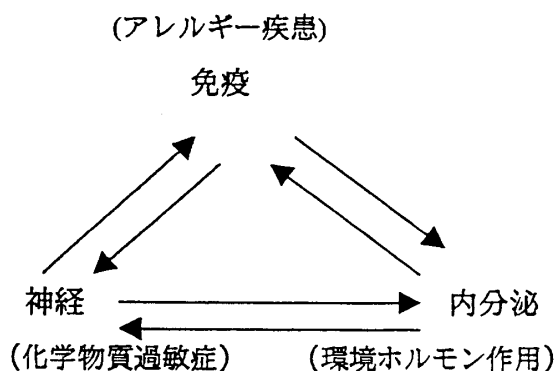 (アレルギー疾患)
免疫
神経 内分泌
(化学物質過敏症) (環境ホルモン作用)